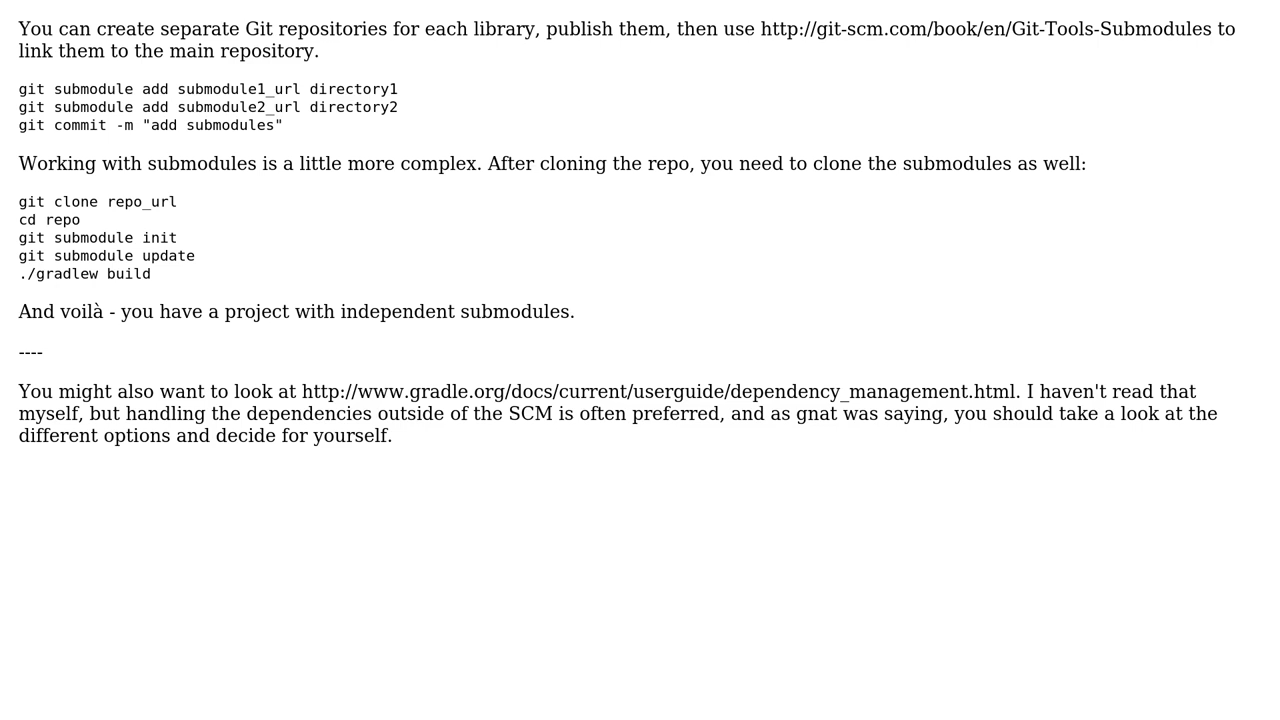 You can create separate Git repositories for each library, publish them, then use http://git-scm.com/book/en/Git-Tools-Submodules to
link them to the main repository.
git submodule add submodule1_url directory1
git submodule add submodule2_url directory2
git commit -m "add submodules"
Working with submodules is a little more complex. After cloning the repo, you need to clone the submodules as well:
git clone repo_url
cd repo
git submodule init
git submodule update
./gradlew build
And voilà - you have a project with independent submodules.
----
You might also want to look at http://www.gradle.org/docs/current/userguide/dependency_management.html. I haven't read that
myself, but handling the dependencies outside of the SCM is often preferred, and as gnat was saying, you should take a look at the
different options and decide for yourself.